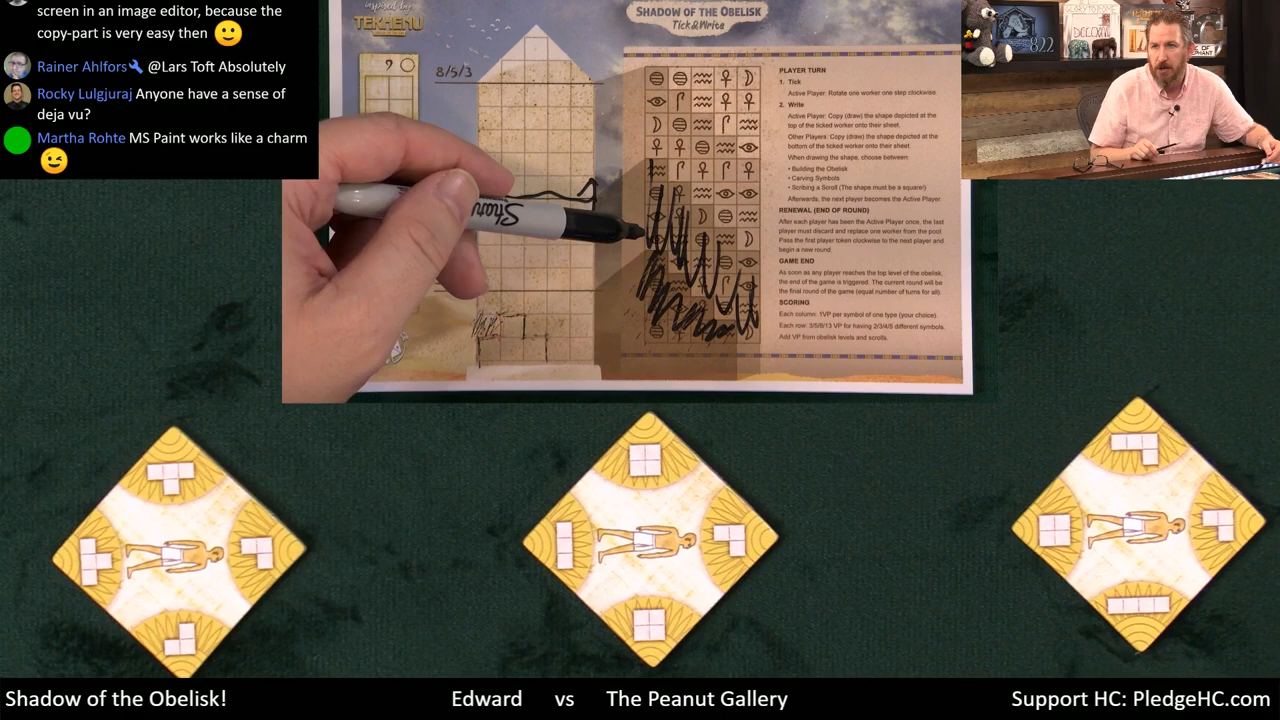 screen in an image editor, because the
copy-part is very easy then 🙂
Rainer Ahlfors🔧 @Lars Toft Absolutely
Rocky Luigjuraj Anyone have a sense of
deja vu?
Martha Roth MS Paint works like a charm
😉
inspired by
TEKHENU
8/5/3
SHADOW OF THE OBELISK
Tick&Write
PLAYER TURN
1. Tick
Active Player: Rotate one worker one step clockwise.
2. Write
Active Player: Copy (draw) the shape depicted at the
top of the ticked worker onto their sheet.
Other Players: Copy (draw) the shape depicted at the
bottom of the ticked worker onto their sheet.
When drawing the shape, choose between:
• Building the Obelisk
• Carving Symbols
• Scribing a Scroll (The shape must be a square!)
Afterwards, the next player becomes the Active Player.
RENEWAL (END OF ROUND)
After each player has been the Active Player once, the last
player must discard and replace one worker from the pool
Pass the first player token clockwise to the next player and
begin a new round.
GAME END
As soon as any player reaches the top level of the obelisk,
the end of the game is triggered. The current round will be
the final round of the game (equal number of turns for all).
SCORING
Each column: 1VP per symbol of one type (your choice).
Each row: 3/5/8/13 VP for having 2/3/4/5 different symbols.
Add VP from obelisk levels and scrolls.
822
Shadow of the Obelisk!
Edward vs The Peanut Gallery
Support HC: PledgeHC.com